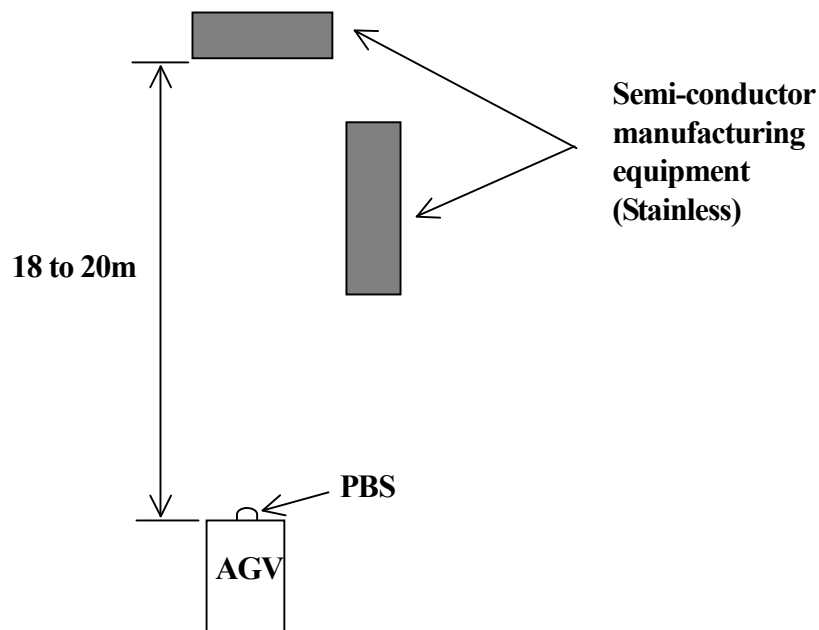 Semi-conductor
manufacturing
equipment
(Stainless)
18 to 20m
PBS
AGV